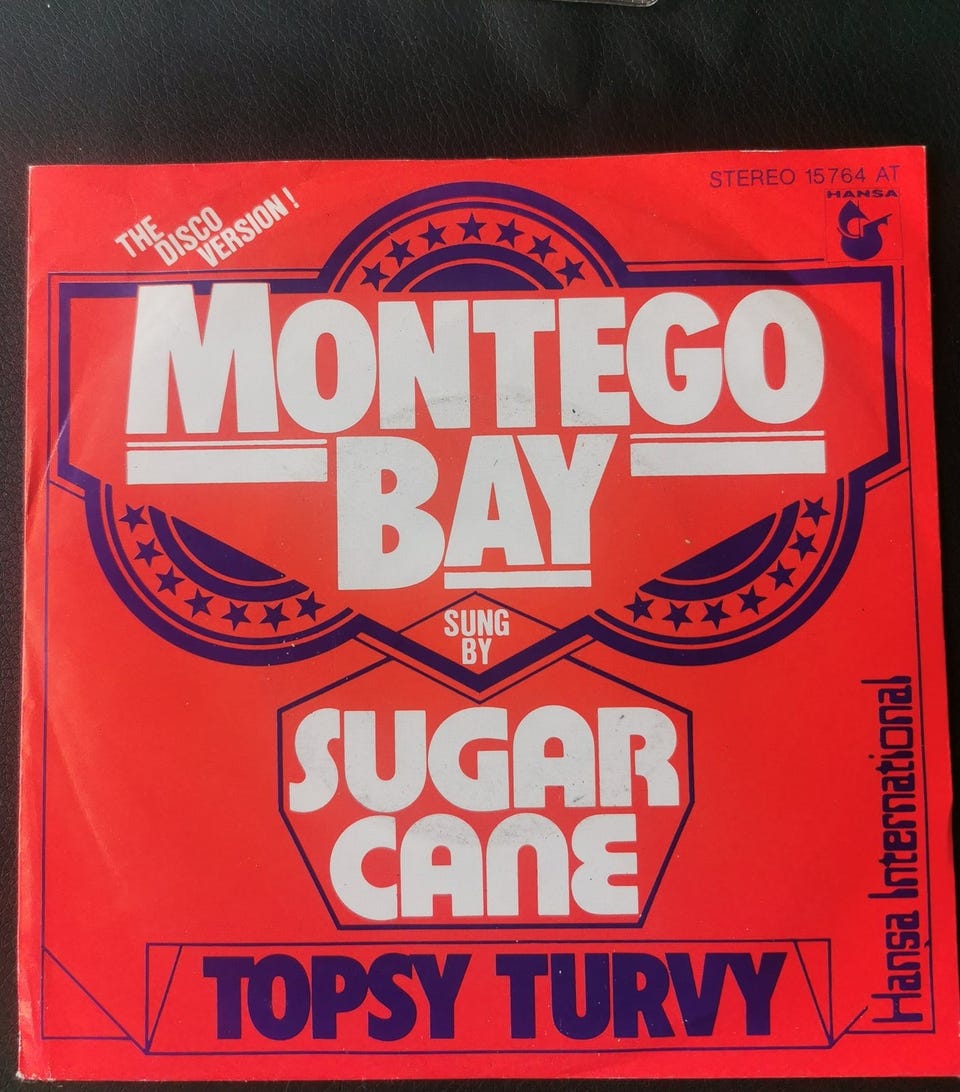 STEREO 15764 AT
HANSA
THE
DISCO
VERSION!
MONTEGO
BAY
SUNG
BY
SUGAR
CANE
TOPSY TURVY
Hansa International